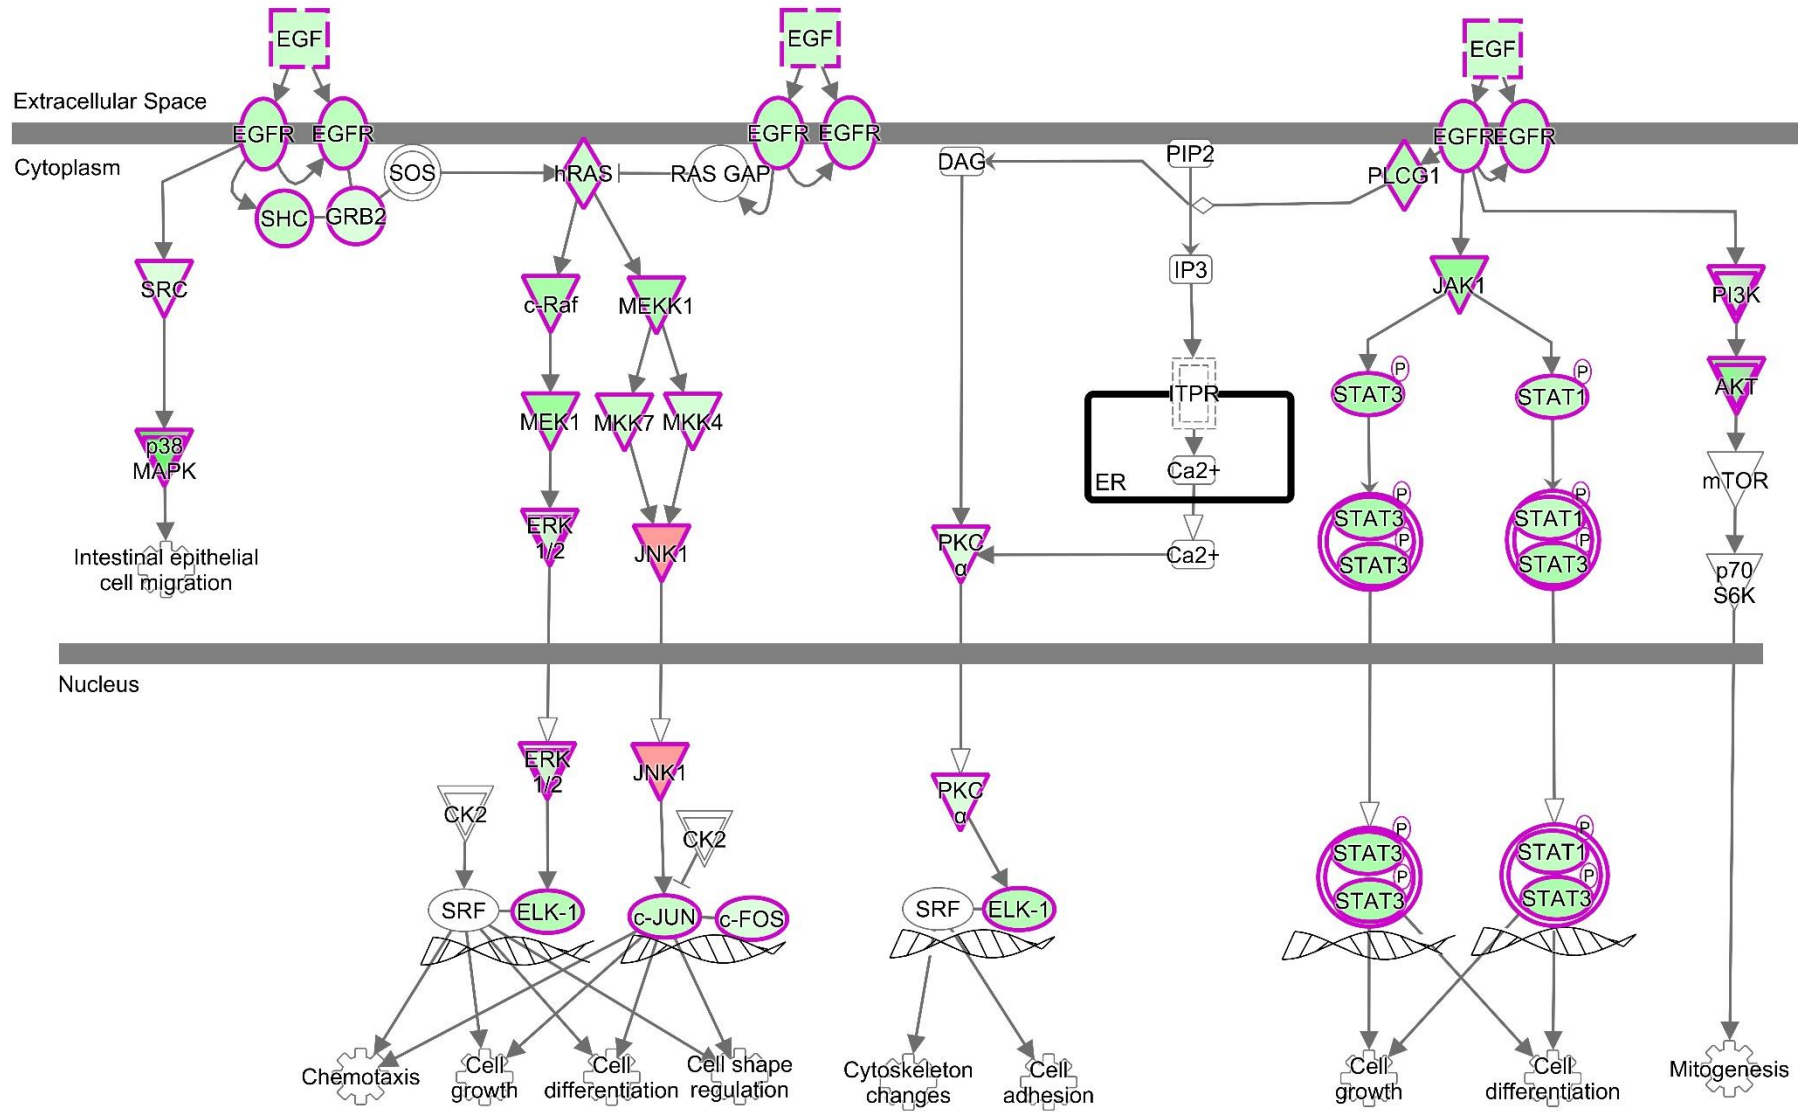 EGF
EGF
EGF
Extracellular Space
EGFR
EGFR
EGFR
EGFR
EGFR
EGFR
Cytoplasm
SOS
hRAS
RAS GAP
DAG
PIP2
PLCG1
SHC
GRB2
SRC
IP3
JAK1
PI3K
c-Raf
MEKK1
ITPR
STAT3
P
STAT1
P
AKT
MEK1
MKK7
MKK4
p38
MAPK
Ca2+
ER
mTOR
ERK
1/2
JNK1
PKC
α
Ca2+
STAT3
P
STAT3
P
STAT1
P
STAT3
P
p70
S6K
Intestinal epithelial
cell migration
Nucleus
ERK
1/2
JNK1
PKC
α
CK2
CK2
STAT3
P
STAT3
P
STAT1
P
STAT3
P
SRF
ELK-1
c-JUN
c-FOS
SRF
ELK-1
Chemotaxis
Cell
growth
Cell
differentiation
Cell shape
regulation
Cytoskeleton
changes
Cell
adhesion
Cell
growth
Cell
differentiation
Mitogenesis